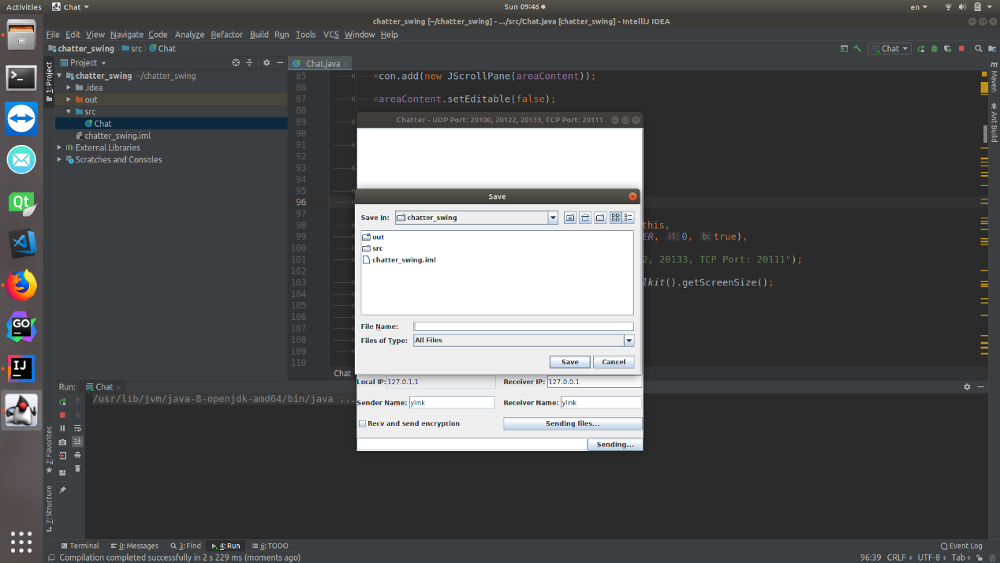 Activities Chat Sun 09:46 en
chatter_swing [~/chatter_swing] - .../src/Chat.java [chatter_swing] - IntelliJ IDEA
File Edit View Navigate Code Analyze Refactor Build Run Tools VCS Window Help
chatter_swing src Chat Chat
Project Chat.java
1: Project
Maven
Ant Build
chatter_swing ~/chatter_swing
.idea
out
src
Chat
chatter_swing.iml
External Libraries
Scratches and Consoles
85 con.add(new JScrollPane(areaContent));
86
87 areaContent.setEditable(false);
88
89
90
91
92
93
94
95
96
97
98 this,
99 ER, i1: 0, b: true),
100
101 2, 20133, TCP Port: 20111");
102
103 lkit().getScreenSize();
104
105
106
107
108
109
110
Chat
Chatter - UDP Port: 20100, 20122, 20133, TCP Port: 20111
Save
Save In: chatter_swing
out
src
chatter_swing.iml
File Name:
Files of Type: All Files
Save Cancel
Local IP: 127.0.1.1 Receiver IP: 127.0.0.1
Sender Name: ylink Receiver Name: ylink
Recv and send encryption Sending files...
Sending...
Run: Chat
/usr/lib/jvm/java-8-openjdk-amd64/bin/java ...
2: Favorites
7: Structure
Qt
GO
IJ
Terminal 0: Messages 3: Find 4: Run 6: TODO Event Log
Compilation completed successfully in 2 s 229 ms (moments ago) 96:39 CRLF UTF-8 Tab